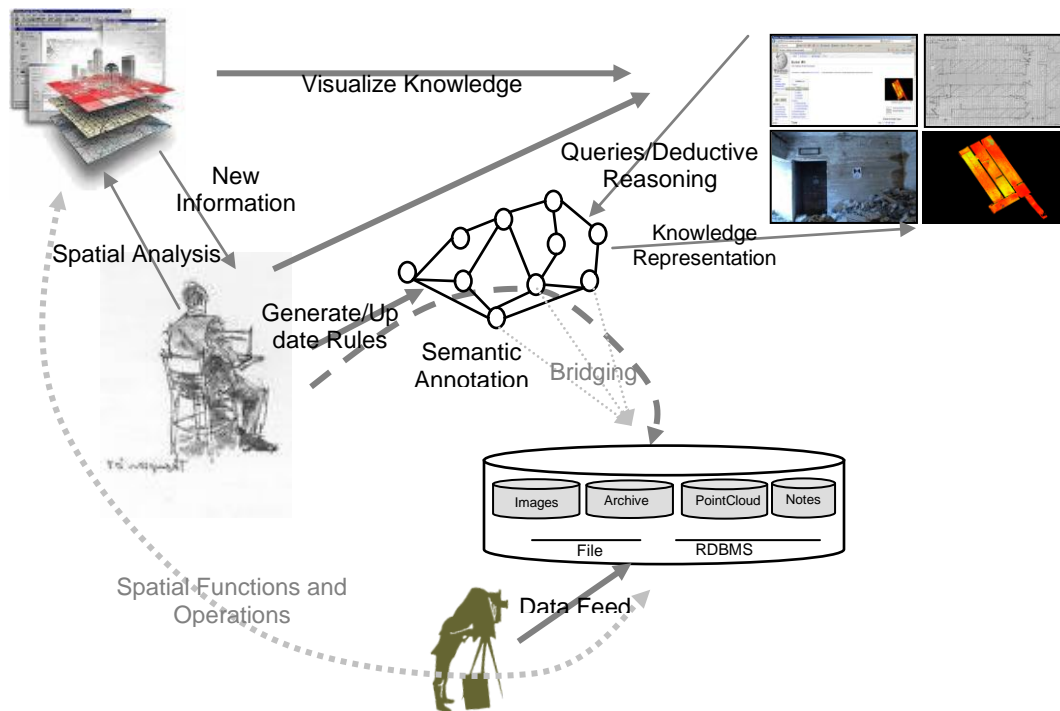 Visualize Knowledge
Queries/Deductive
Reasoning
New
Information
Spatial Analysis
Knowledge
Representation
Generate/Up
date Rules
Semantic
Annotation
Bridging
Images
Archive
PointCloud
Notes
File
RDBMS
Spatial Functions and
Operations
Data Feed